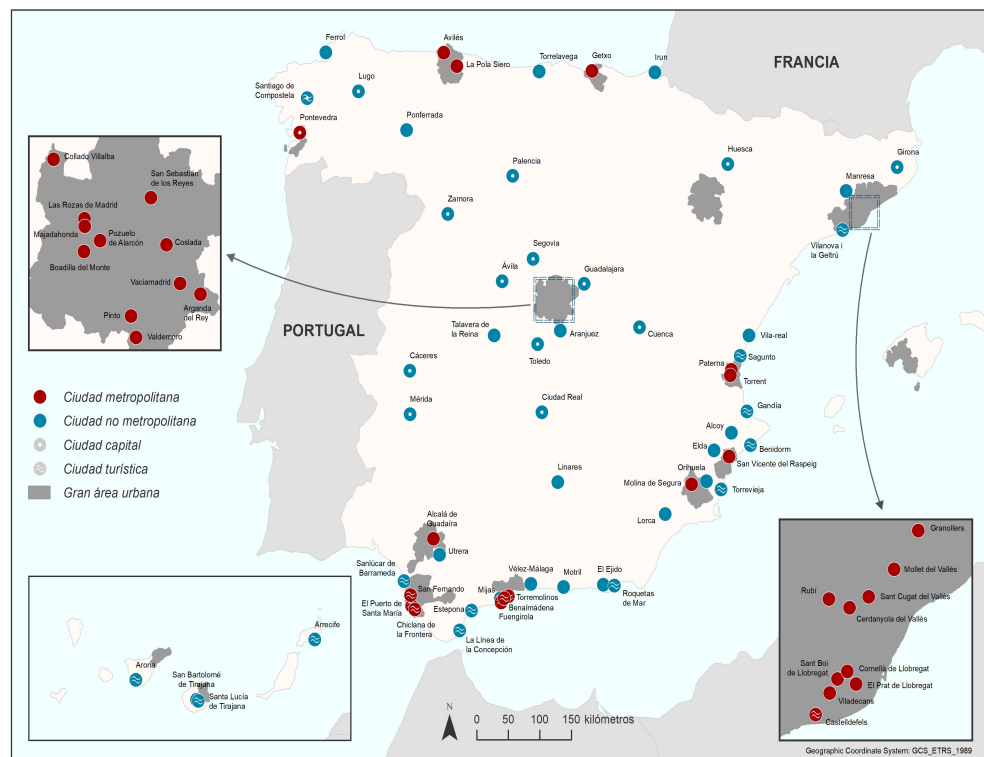 Ferrol
Avilés
La Pola Siero
Torrelavega
Getxo
Irun
FRANCIA
Lugo
Santiago de
Compostela
Pontevedra
Ponferrada
Palencia
Huesca
Girona
Manresa
Zamora
Vilanova i
la Geltrú
Segovia
Ávila
Guadalajara
Collado Villalba
San Sebastián
de los Reyes
Las Rozas de Madrid
Majadahonda
Pozuelo
de Alarcón
Coslada
Boadilla del Monte
Vaciamadrid
Arganda
del Rey
Pinto
Valdemoro
PORTUGAL
Talavera de
la Reina
Aranjuez
Toledo
Cuenca
Vila-real
Sagunto
Paterna
Torrent
Cáceres
Mérida
Ciudad Real
Gandía
Alcoy
Elda
Benidorm
San Vicente del Raspeig
Orihuela
Molina de Segura
Torrevieja
Linares
Lorca
Ciudad metropolitana
Ciudad no metropolitana
Ciudad capital
Ciudad turística
Gran área urbana
Alcalá de
Guadaíra
Utrera
Sanlúcar de
Barrameda
San Fernando
El Puerto de
Santa María
Chiclana de
la Frontera
Estepona
La Línea de
la Concepción
Mijas
Vélez-Málaga
Torremolinos
Benalmádena
Fuengirola
Motril
El Ejido
Roquetas
de Mar
Arrecife
Arona
San Bartolomé
de Tirajana
Santa Lucía
de Tirajana
Granollers
Mollet del Vallès
Rubí
Sant Cugat del Vallés
Cerdanyola del Vallés
Sant Boi
de Llobregat
Cornellà de Llobregat
El Prat de Llobregat
Viladecans
Castelldefels
N
0 50 100 150 kilómetros
Geographic Coordinate System: GCS_ETRS_1989